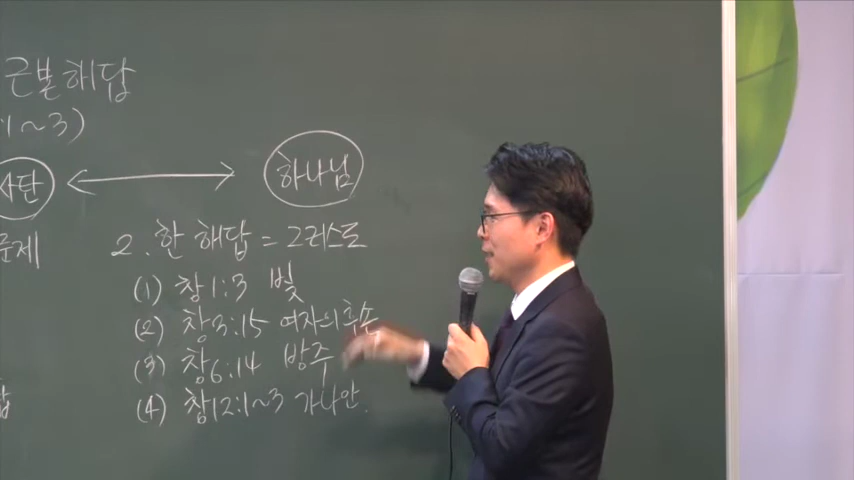 근본해답
:1~3)
사탄 ↔ 하나님
문제
2. 한 해답 = 그리스도
(1) 창1:3 빛
(2) 창3:15 여자의후손
(3) 창6:14 방주
(4) 창12:1~3 가나안.
답